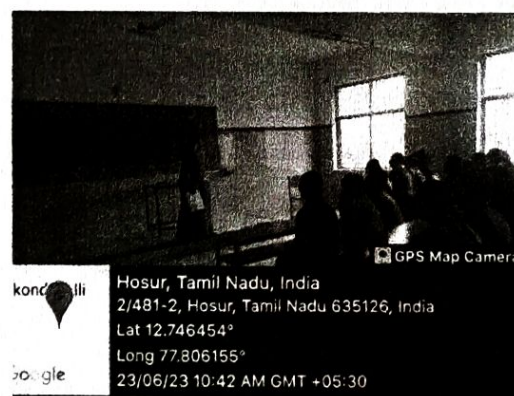 GPS Map Camera
Hosur, Tamil Nadu, India
2/481-2, Hosur, Tamil Nadu 635126, India
Lat 12.746454°
Long 77.806155°
Google
23/06/23 10:42 AM GMT +05:30